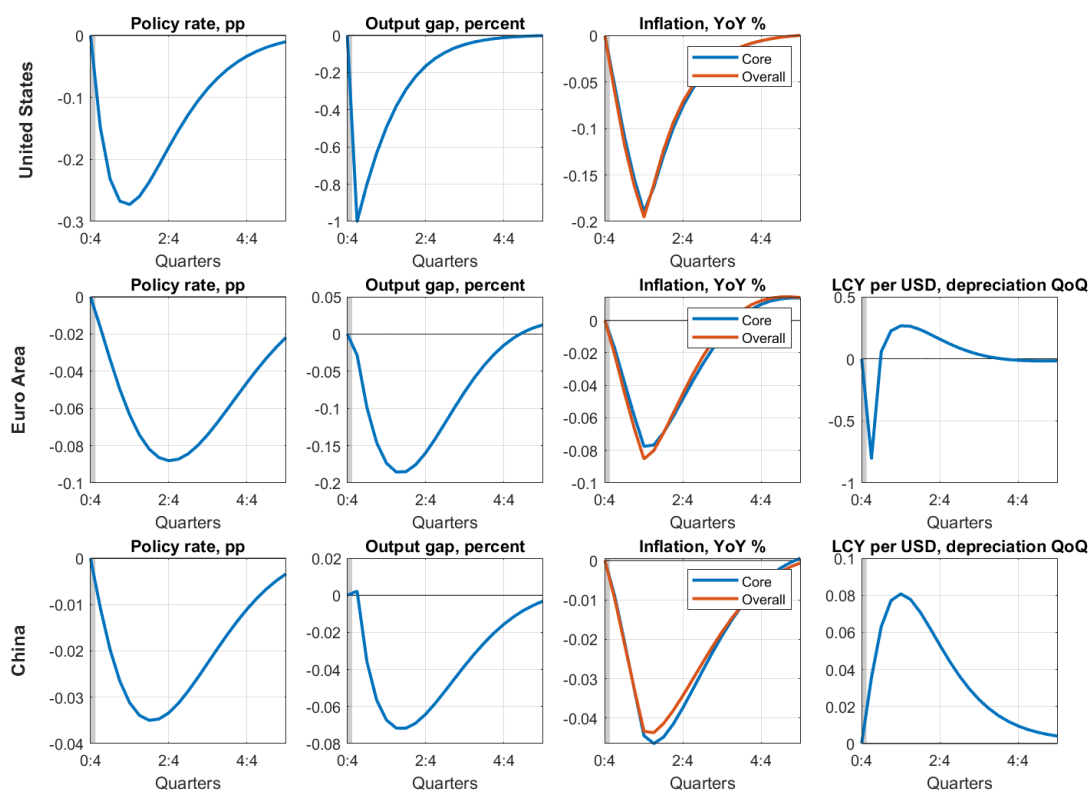 Policy rate, pp
Output gap, percent
Inflation, YoY %
United States
0
-0.1
-0.2
-0.3
0:4
2:4
4:4
Quarters
0
-0.2
-0.4
-0.6
-0.8
-1
0:4
2:4
4:4
Quarters
0
-0.05
-0.1
-0.15
-0.2
Core
Overall
0:4
2:4
4:4
Quarters
Policy rate, pp
Output gap, percent
Inflation, YoY %
LCY per USD, depreciation QoQ
Euro Area
0
-0.02
-0.04
-0.06
-0.08
-0.1
0:4
2:4
4:4
Quarters
0.05
0
-0.05
-0.1
-0.15
-0.2
0:4
2:4
4:4
Quarters
0
-0.02
-0.04
-0.06
-0.08
-0.1
Core
Overall
0:4
2:4
4:4
Quarters
0.5
0
-0.5
-1
0:4
2:4
4:4
Quarters
Policy rate, pp
Output gap, percent
Inflation, YoY %
LCY per USD, depreciation QoQ
China
0
-0.01
-0.02
-0.03
-0.04
0:4
2:4
4:4
Quarters
0.02
0
-0.02
-0.04
-0.06
-0.08
0:4
2:4
4:4
Quarters
0
-0.01
-0.02
-0.03
-0.04
Core
Overall
0:4
2:4
4:4
Quarters
0.1
0.08
0.06
0.04
0.02
0
0:4
2:4
4:4
Quarters